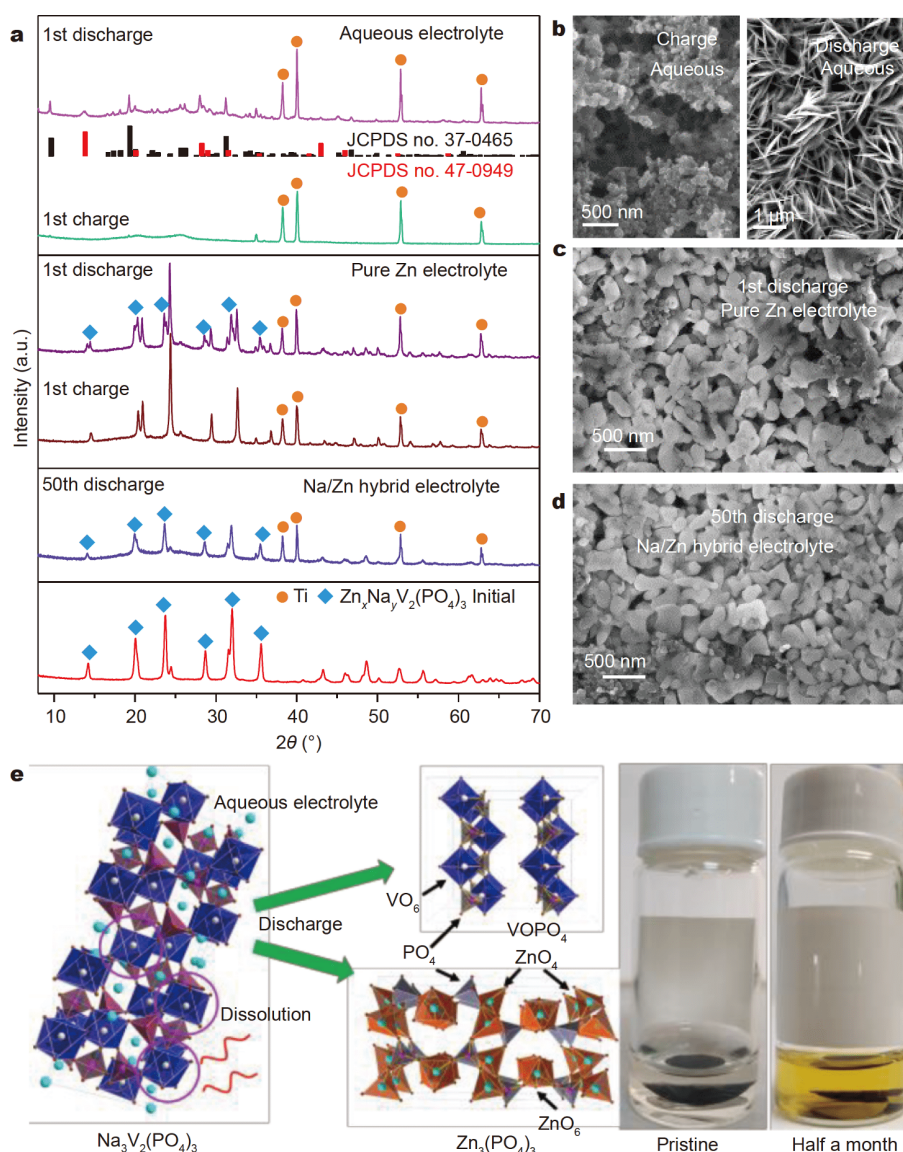 a
1st discharge
Aqueous electrolyte
Ti
JCPDS no. 37-0465
JCPDS no. 47-0949
1st charge
1st discharge
Pure Zn electrolyte
1st charge
50th discharge
Na/Zn hybrid electrolyte
Ti ZnxNayV2(PO4)3 Initial
Intensity (a.u.)
10 20 30 40 50 60 70
2θ (°)
b
Charge
Aqueous
500 nm
Discharge
Aqueous
1 μm
c
1st discharge
Pure Zn electrolyte
500 nm
d
50th discharge
Na/Zn hybrid electrolyte
500 nm
e
Aqueous electrolyte
Discharge
Dissolution
Na3V2(PO4)3
VO6
PO4
VOPO4
ZnO4
ZnO6
Zn3(PO4)3
Pristine
Half a month